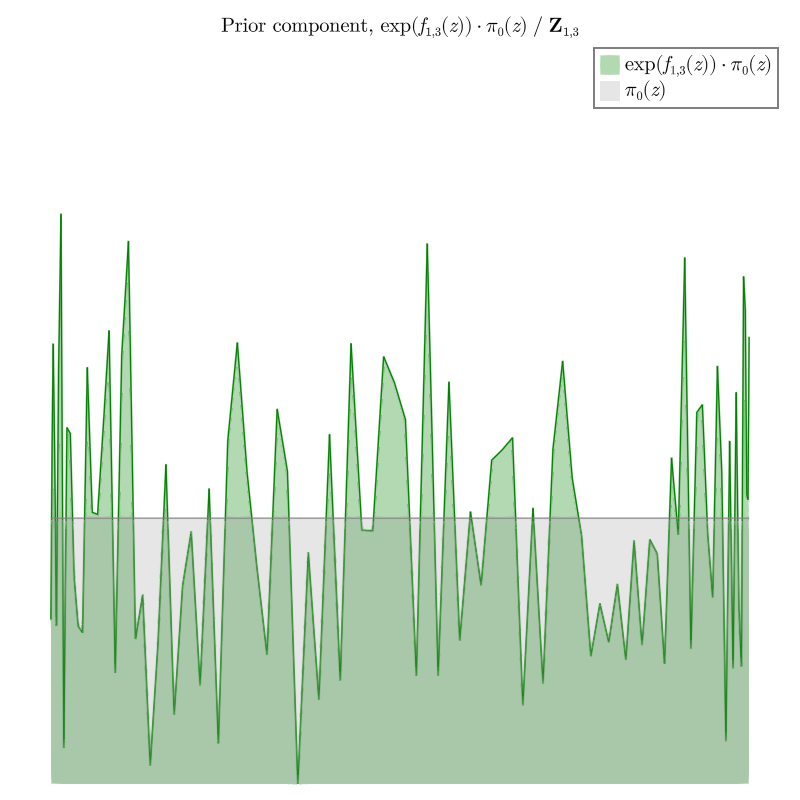 Prior component, exp(f₁,₃(z)) · π₀(z) / 𝐙₁,₃
exp(f₁,₃(z)) · π₀(z)
π₀(z)